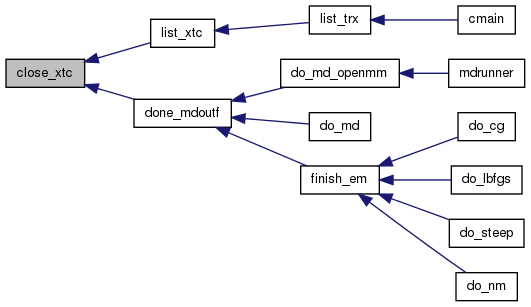 close_xtc
list_xtc
list_trx
cmain
done_mdoutf
do_md_openmm
mdrunner
do_md
finish_em
do_cg
do_lbfgs
do_steep
do_nm